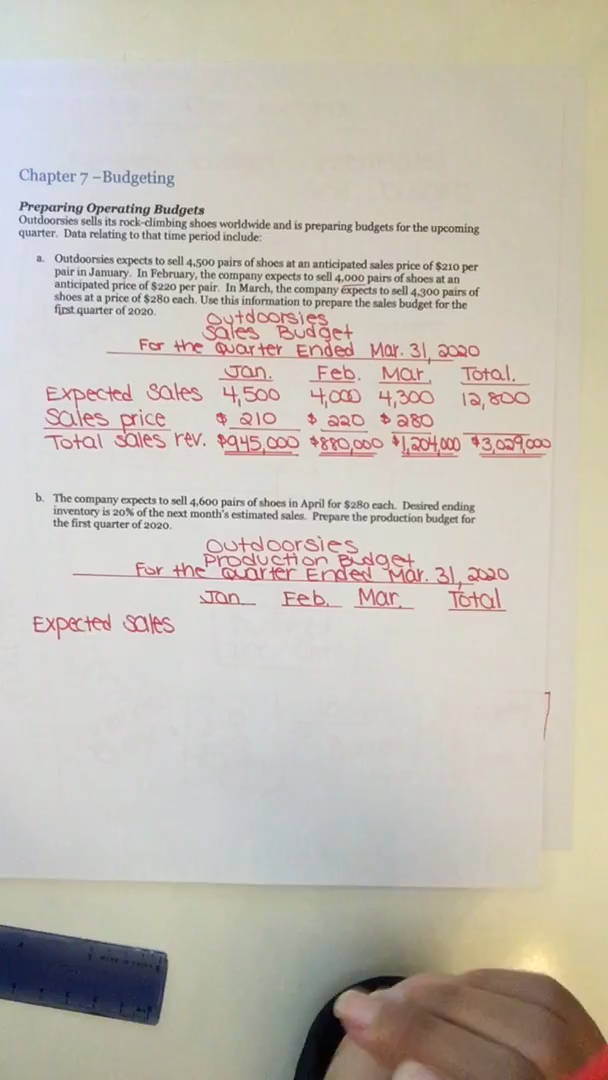 Chapter 7 –Budgeting
Preparing Operating Budgets
Outdoorsies sells its rock-climbing shoes worldwide and is preparing budgets for the upcoming
quarter. Data relating to that time period include:
a. Outdoorsies expects to sell 4,500 pairs of shoes at an anticipated sales price of $210 per
pair in January. In February, the company expects to sell 4,000 pairs of shoes at an
anticipated price of $220 per pair. In March, the company expects to sell 4,300 pairs of
shoes at a price of $280 each. Use this information to prepare the sales budget for the
first quarter of 2020.
Outdoorsies
Sales Budget
For the Quarter Ended Mar. 31, 2020
Jan. Feb. Mar. Total.
Expected Sales 4,500 4,000 4,300 12,800
Sales price $ 210 $ 220 $ 280
Total sales rev. $945,000 $880,000 $1,204,000 $3,029,000
b. The company expects to sell 4,600 pairs of shoes in April for $280 each. Desired ending
inventory is 20% of the next month's estimated sales. Prepare the production budget for
the first quarter of 2020.
Outdoorsies
Production Budget
For the Quarter Ended Mar. 31, 2020
Jan Feb. Mar. Total
Expected Sales